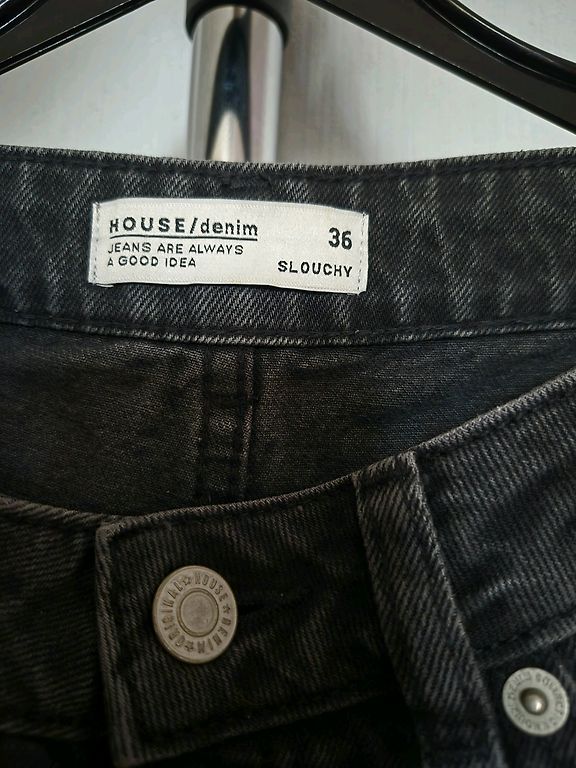 HOUSE/denim
JEANS ARE ALWAYS
A GOOD IDEA
36
SLOUCHY
ORIGINAL ☆ HOUSE ☆ DENIM ☆